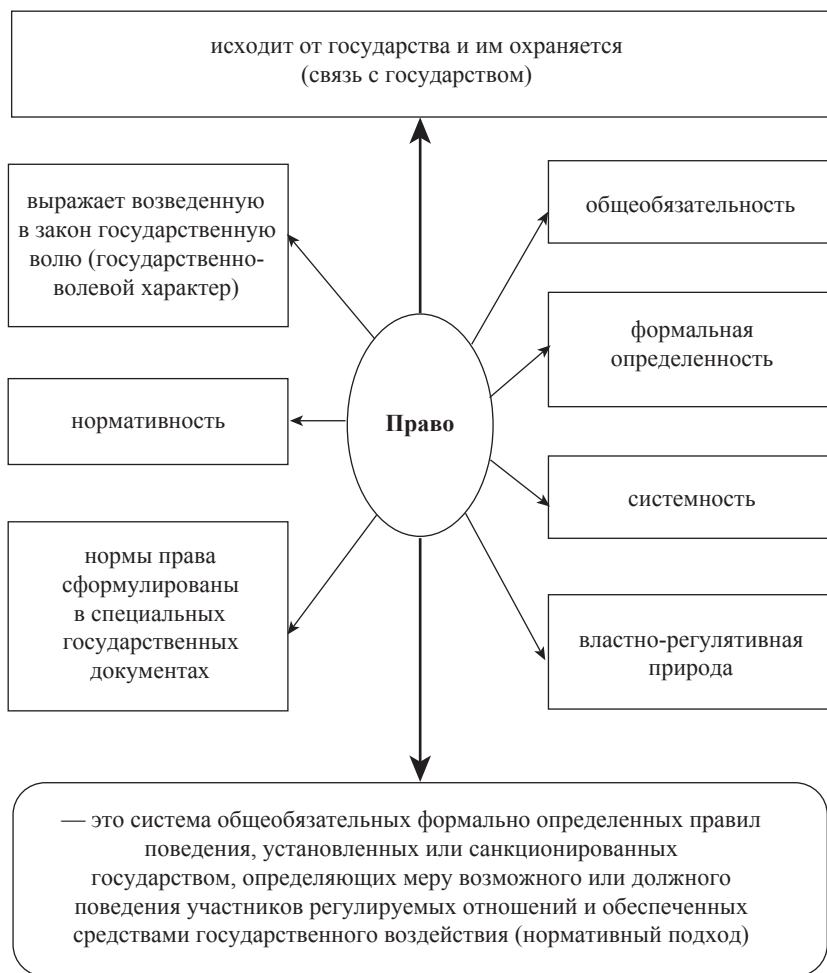 исходит от государства и им охраняется
(связь с государством)
выражает возведенную
в закон государственную
волю (государственно-
волевой характер)
общеобязательность
формальная
определенность
нормативность
Право
системность
нормы права
сформулированы
в специальных
государственных
документах
властно-регулятивная
природа
— это система общеобязательных формально определенных правил
поведения, установленных или санкционированных
государством, определяющих меру возможного или должного
поведения участников регулируемых отношений и обеспеченных
средствами государственного воздействия (нормативный подход)